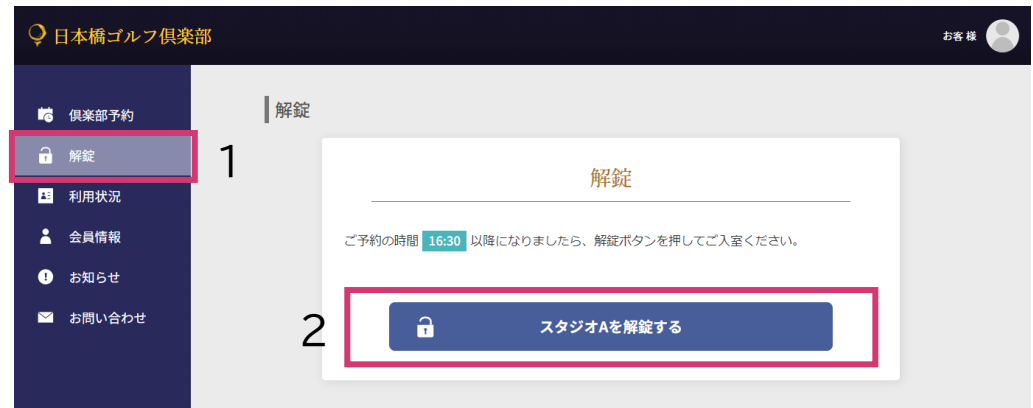 日本橋ゴルフ倶楽部
お客 様
倶楽部予約
解錠
利用状況
会員情報
お知らせ
お問い合わせ
1
解錠
解錠
ご予約の時間 16:30 以降になりましたら、解錠ボタンを押してご入室ください。
2
スタジオAを解錠する